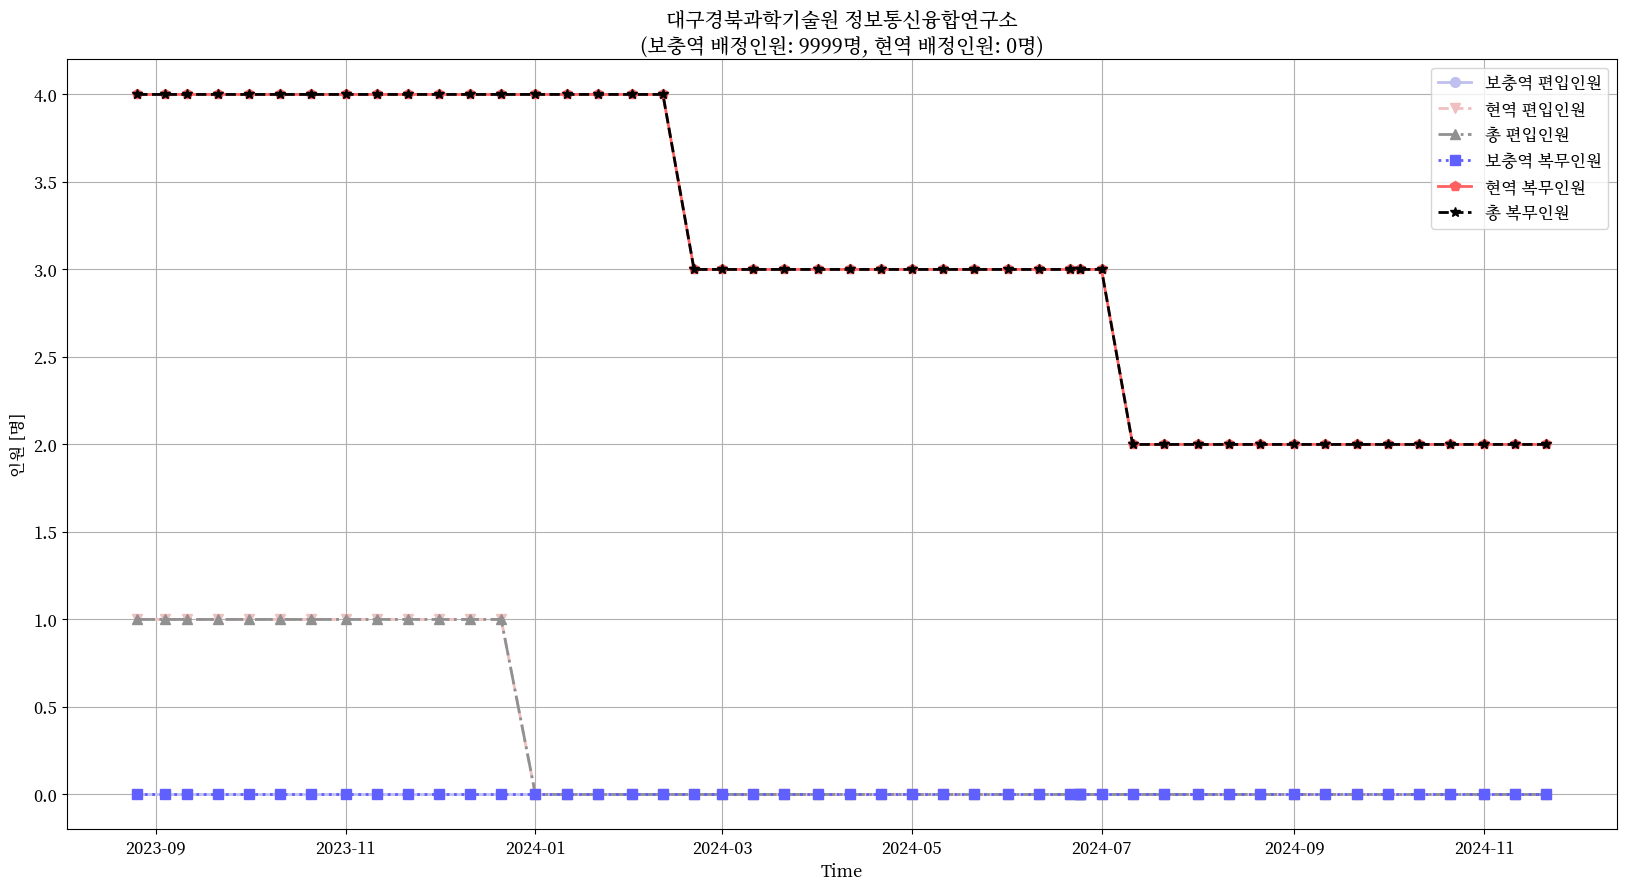 대구경북과학기술원 정보통신융합연구소
(보충역 배정인원: 9999명, 현역 배정인원: 0명)
보충역 편입인원
현역 편입인원
총 편입인원
보충역 복무인원
현역 복무인원
총 복무인원
인원 [명]
4.0
3.5
3.0
2.5
2.0
1.5
1.0
0.5
0.0
2023-09 2023-11 2024-01 2024-03 2024-05 2024-07 2024-09 2024-11
Time